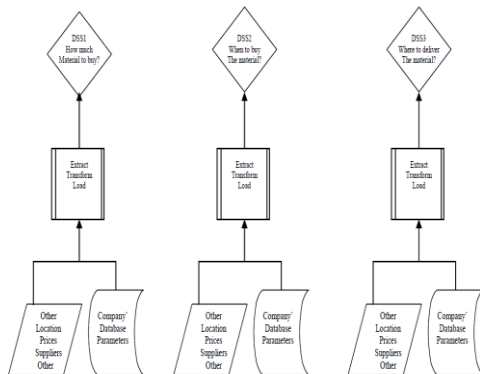 DSS1
How much
Material to buy?
DSS2
When to buy
The material?
DSS3
Where to deliver
The material?
Extract
Transform
Load
Extract
Transform
Load
Extract
Transform
Load
Other
Location
Prices
Suppliers
Other
Company´
Database
Parameters
Other
Location
Prices
Suppliers
Other
Company´
Database
Parameters
Other
Location
Prices
Suppliers
Other
Company´
Database
Parameters